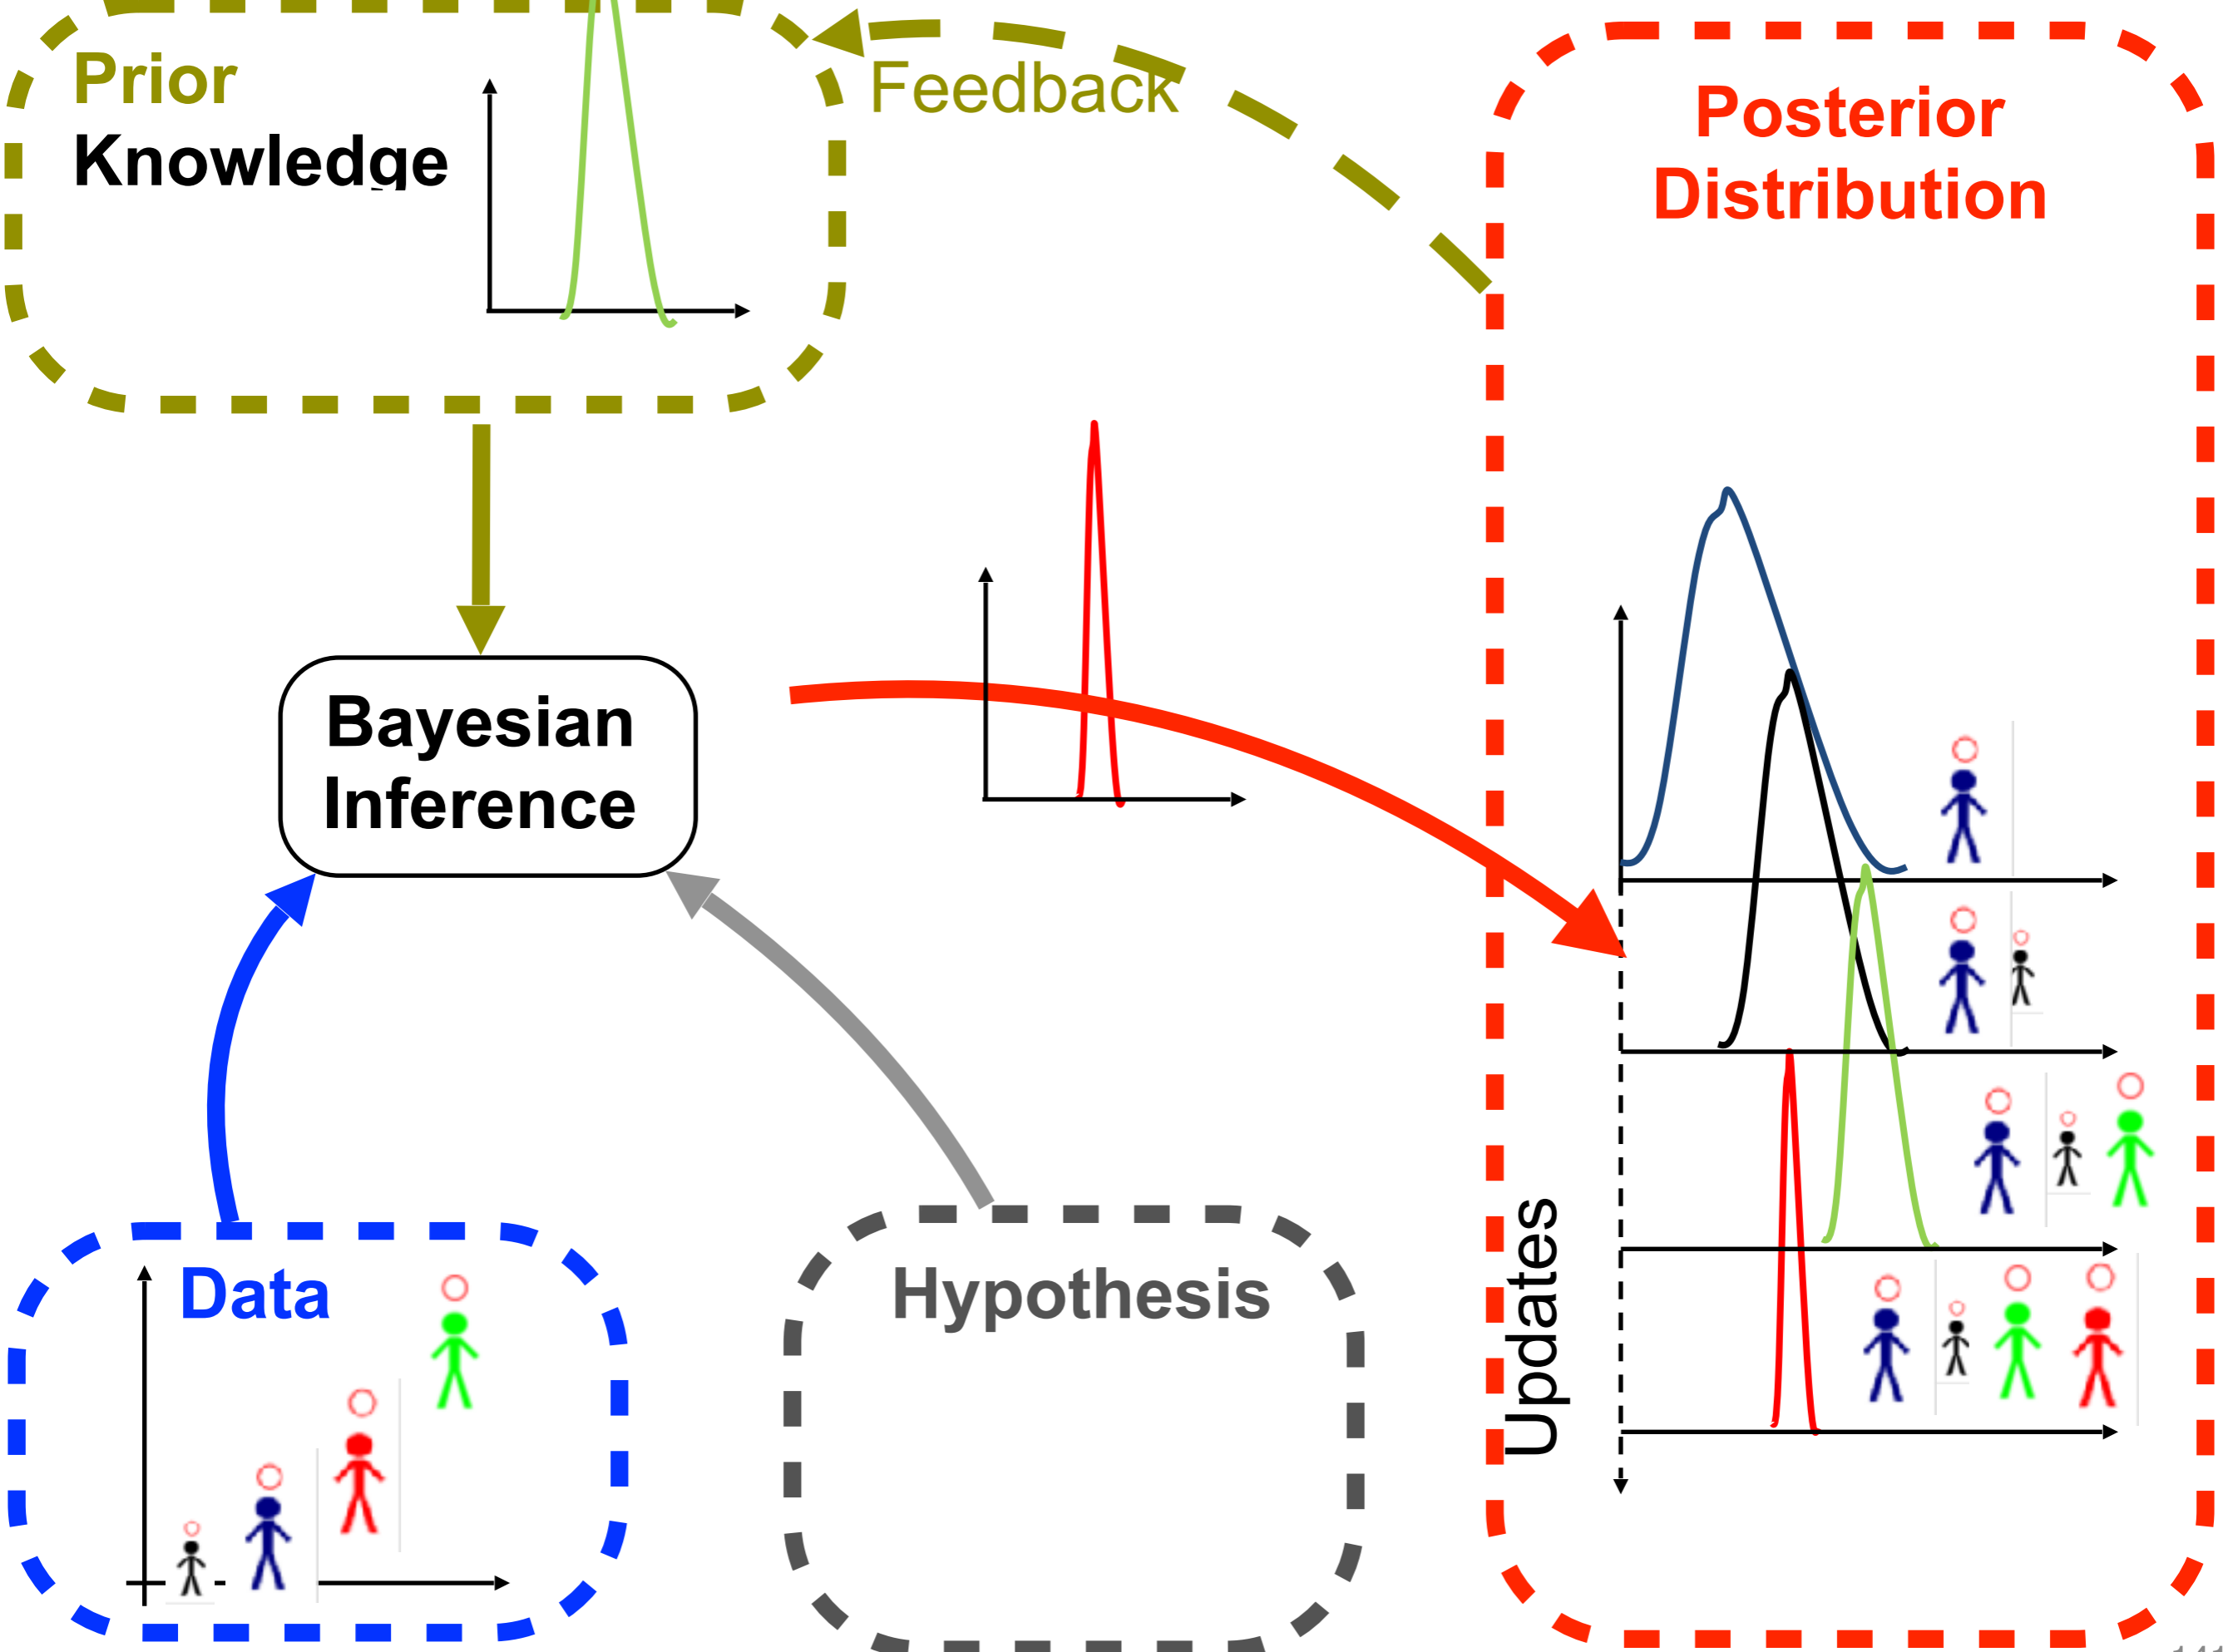 Prior
Knowledge
Feedback
Posterior
Distribution
Bayesian
Inference
Updates
Data
Hypothesis